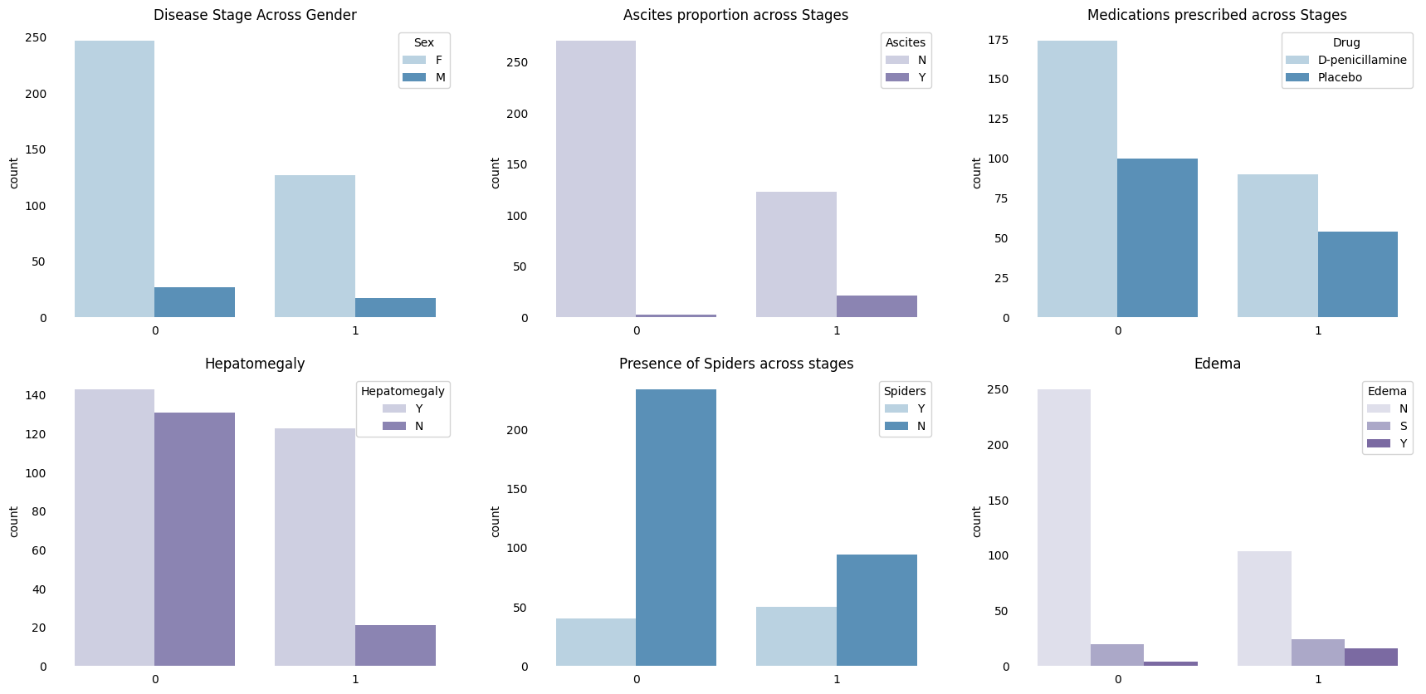 Disease Stage Across Gender
250
200
150
100
50
0
count
0
1
Sex
F
M
Ascites proportion across Stages
250
200
150
100
50
0
count
0
1
Ascites
N
Y
Medications prescribed across Stages
175
150
125
100
75
50
25
0
count
0
1
Drug
D-penicillamine
Placebo
Hepatomegaly
140
120
100
80
60
40
20
0
count
0
1
Hepatomegaly
Y
N
Presence of Spiders across stages
200
150
100
50
0
count
0
1
Spiders
Y
N
Edema
250
200
150
100
50
0
count
0
1
Edema
N
S
Y